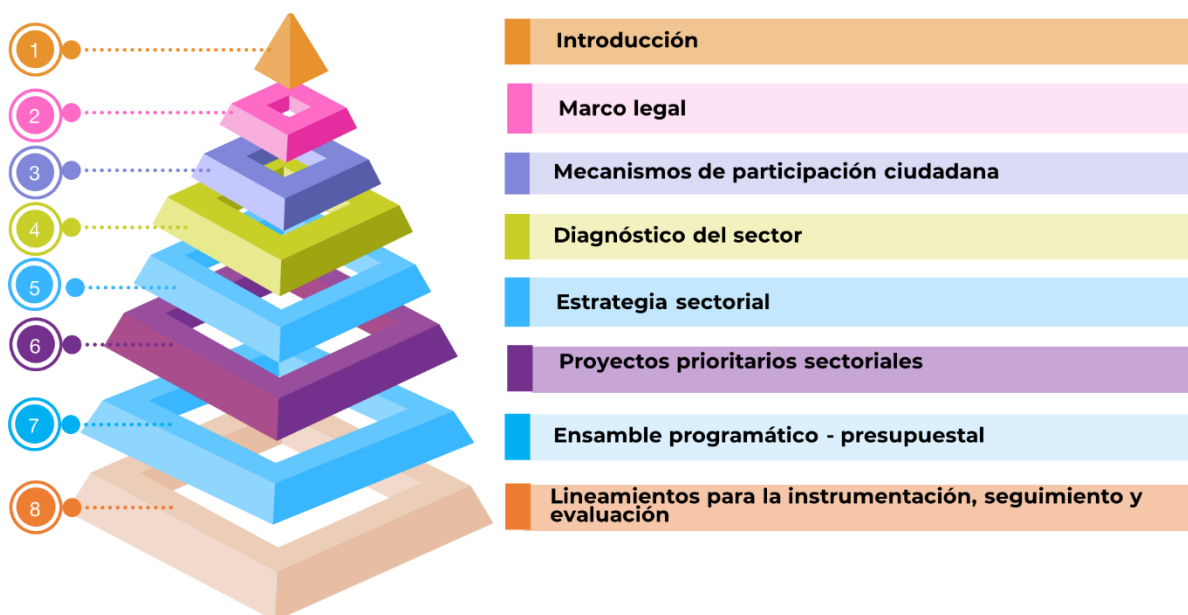 1
Introducción
2
Marco legal
3
Mecanismos de participación ciudadana
4
Diagnóstico del sector
5
Estrategia sectorial
6
Proyectos prioritarios sectoriales
7
Ensamble programático - presupuestal
8
Lineamientos para la instrumentación, seguimiento y
evaluación